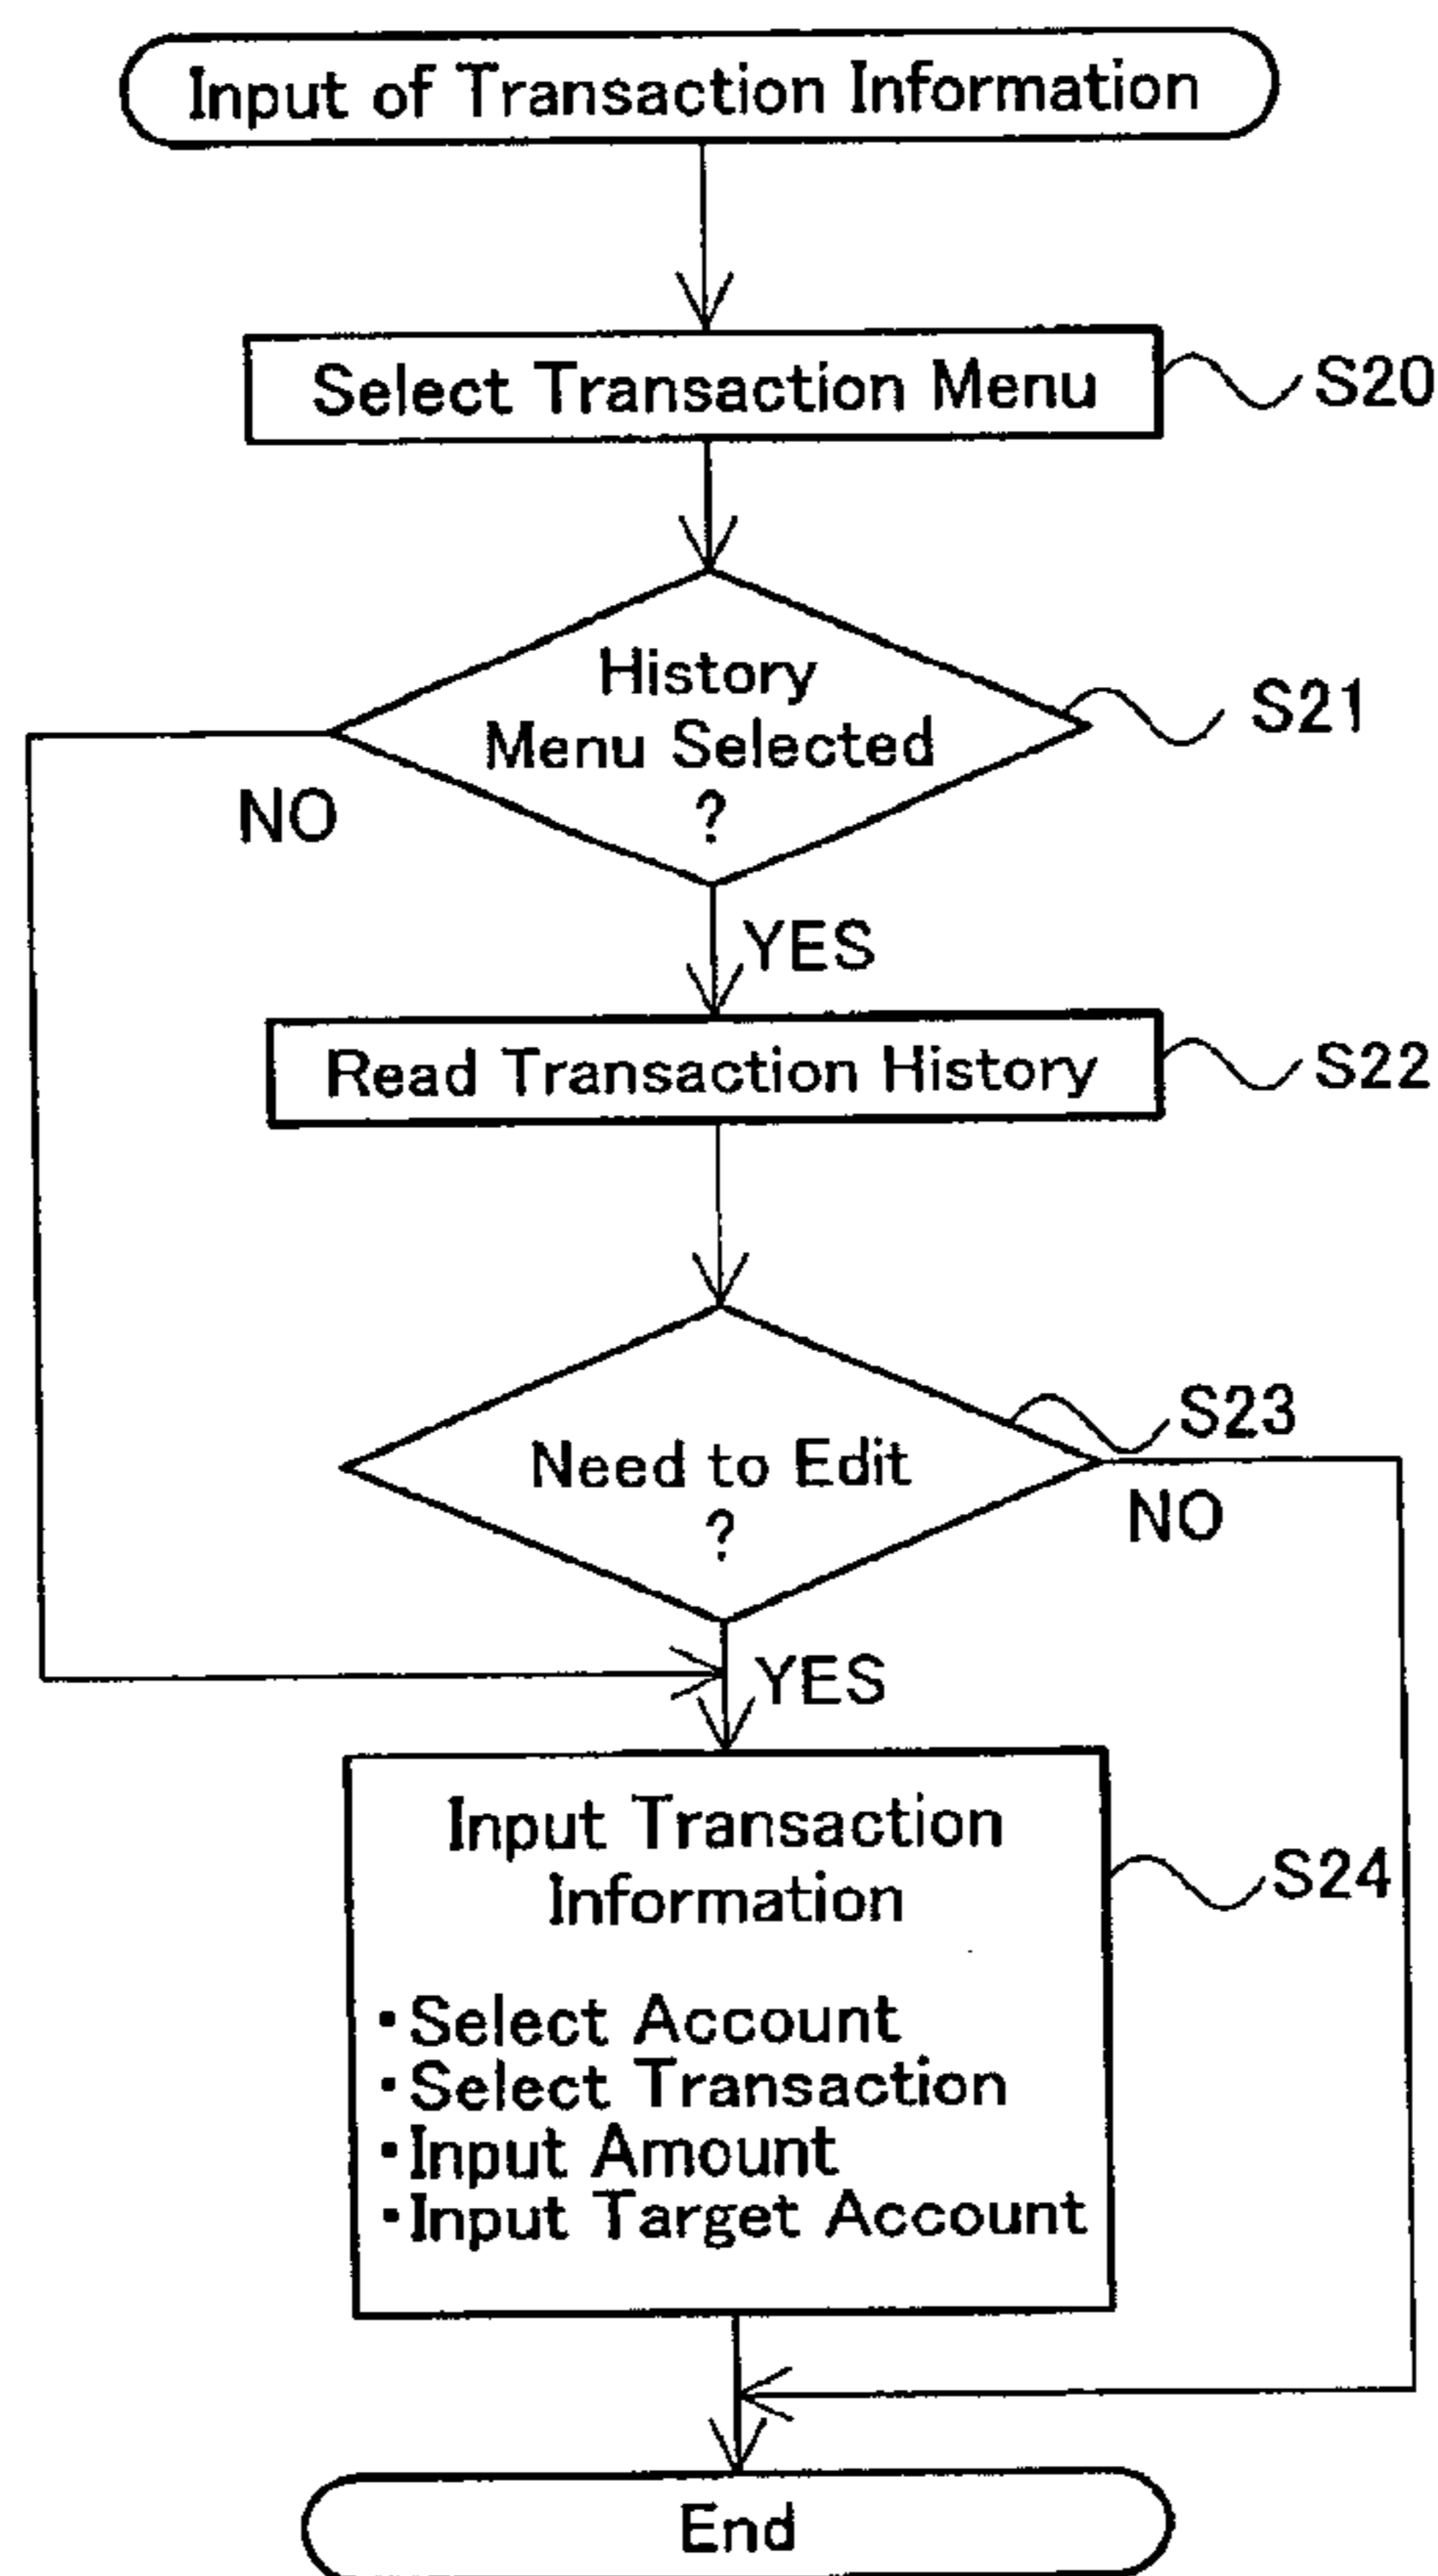 Input of Transaction Information
Select Transaction Menu
S20
History
Menu Selected
?
S21
NO
YES
Read Transaction History
S22
S23
Need to Edit
?
NO
YES
Input Transaction
Information
S24
・Select Account
・Select Transaction
・Input Amount
・Input Target Account
End